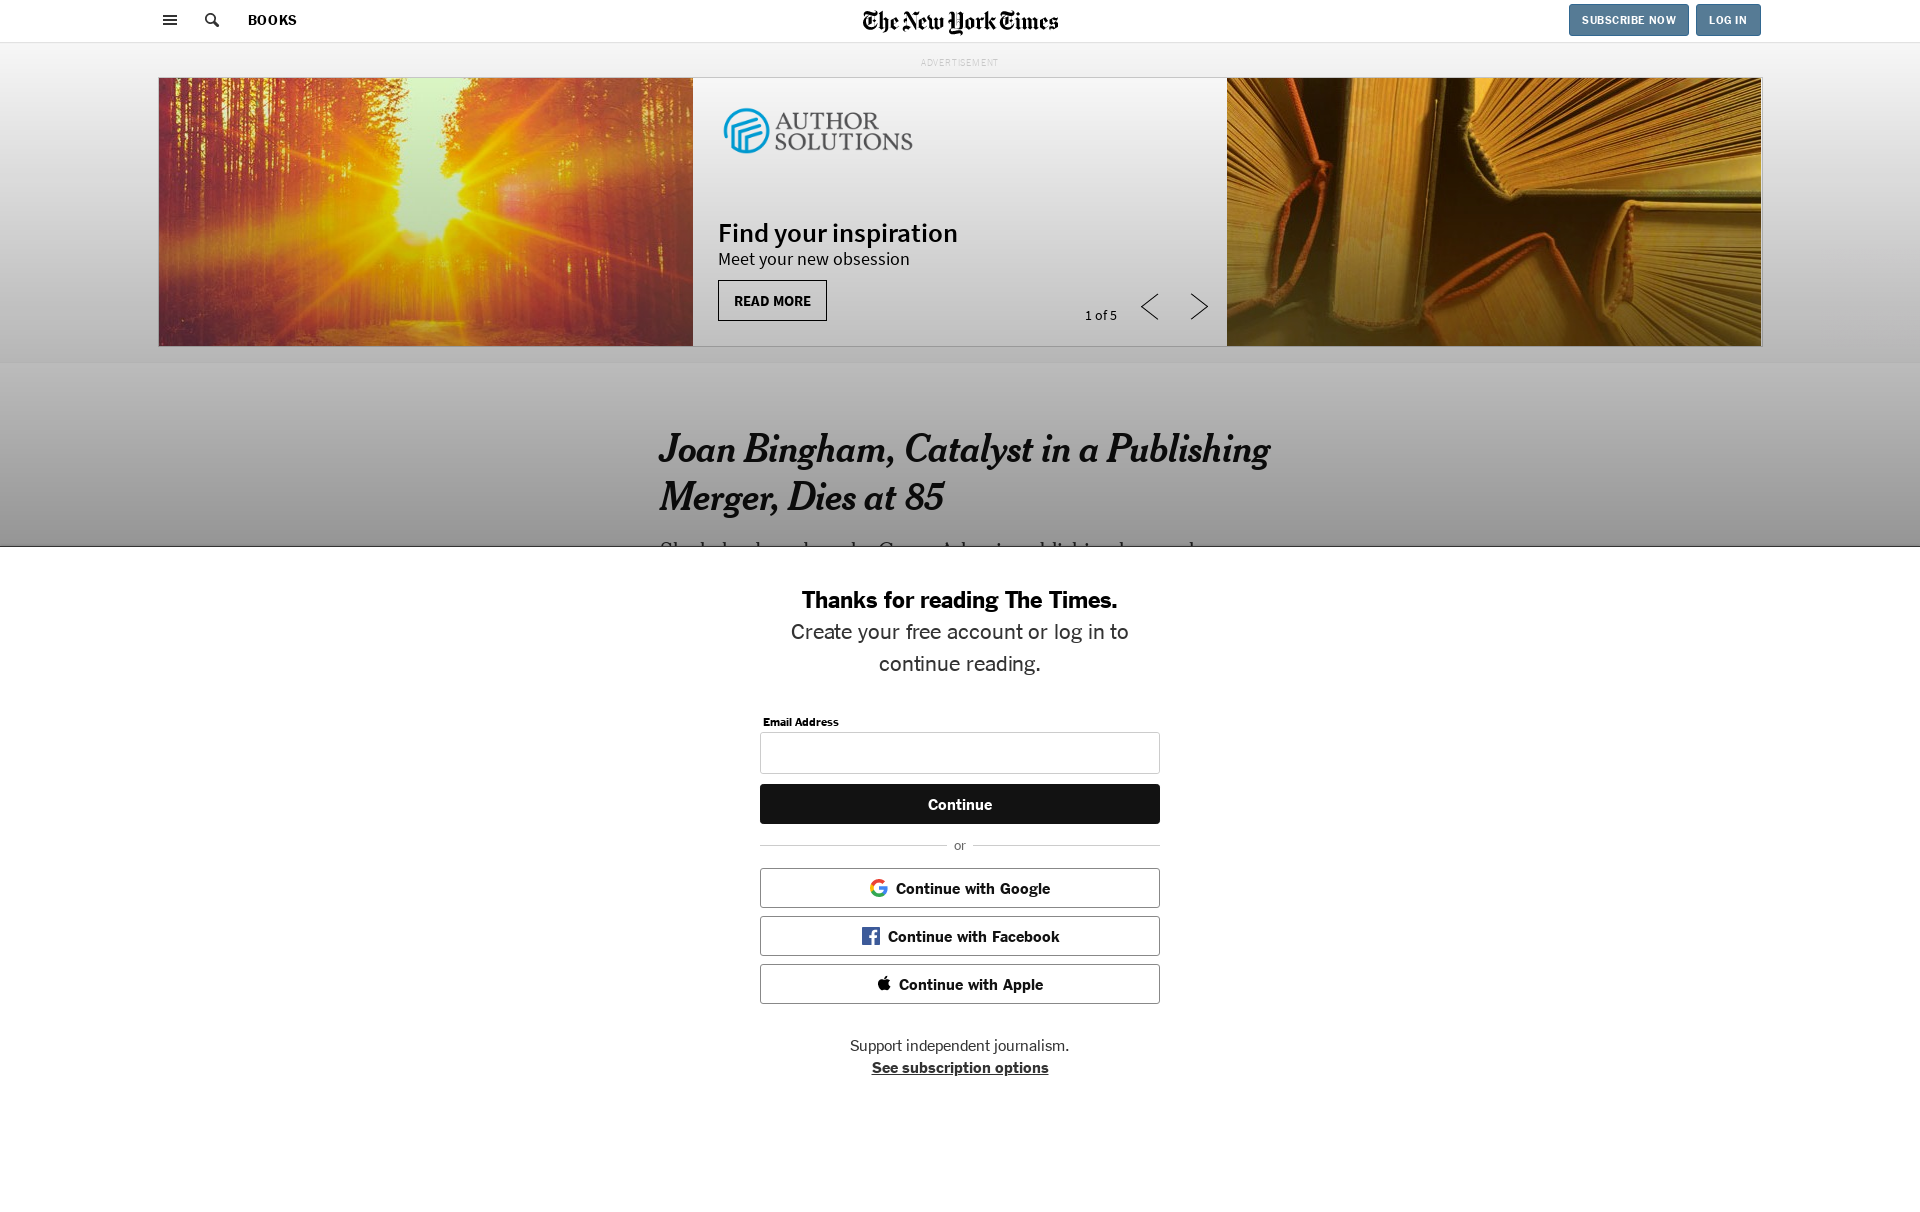 BOOKS
The New York Times
SUBSCRIBE NOW
LOG IN
ADVERTISEMENT
AUTHOR
SOLUTIONS
Find your inspiration
Meet your new obsession
READ MORE
1 of 5
Joan Bingham, Catalyst in a Publishing
Merger, Dies at 85
Thanks for reading The Times.
Create your free account or log in to
continue reading.
Email Address
Continue
or
Continue with Google
Continue with Facebook
Continue with Apple
Support independent journalism.
See subscription options